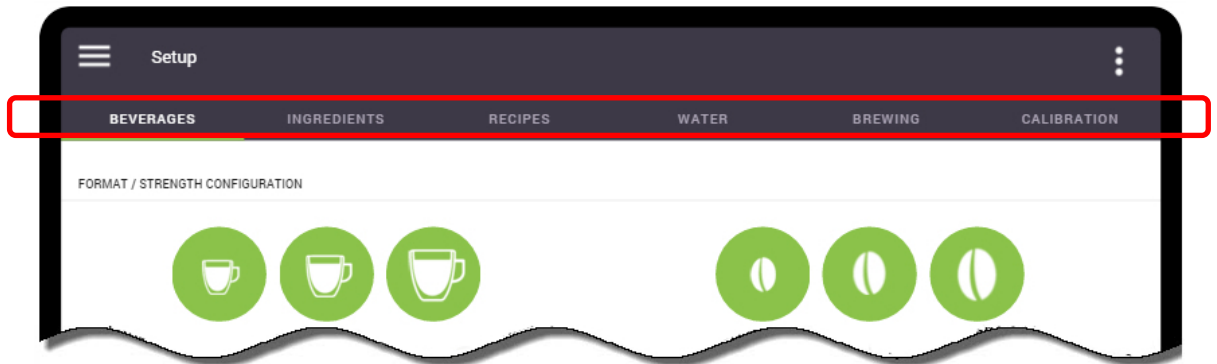 Setup
BEVERAGES INGREDIENTS RECIPES WATER BREWING CALIBRATION
FORMAT / STRENGTH CONFIGURATION